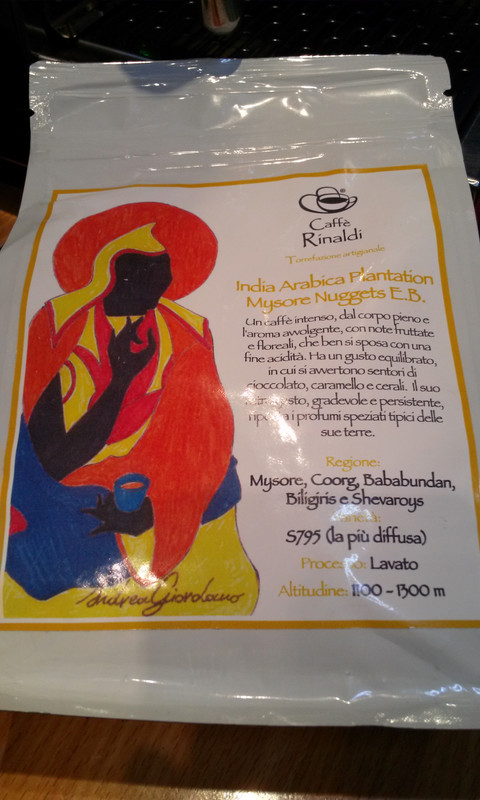 Caffè
Rinaldi
Torrefazione artigianale
India Arabica Plantation
Mysore Nuggets E.B.
Un caffè intenso, dal corpo pieno e
l'aroma avvolgente, con note fruttate
e floreali, che ben si sposa con una
fine acidità. Ha un gusto equilibrato,
in cui si avvertono sentori di
cioccolato, caramello e cerali. Il suo
gradevole e persistente,
i profumi speziati tipici delle
sue terre.
Regione:
Mysore, Coorg, Bababundan,
Biligiris e Shevaroys
S795 (la più diffusa)
Processo: Lavato
Altitudine: 1100 - 1300 m
Andrea Giordano